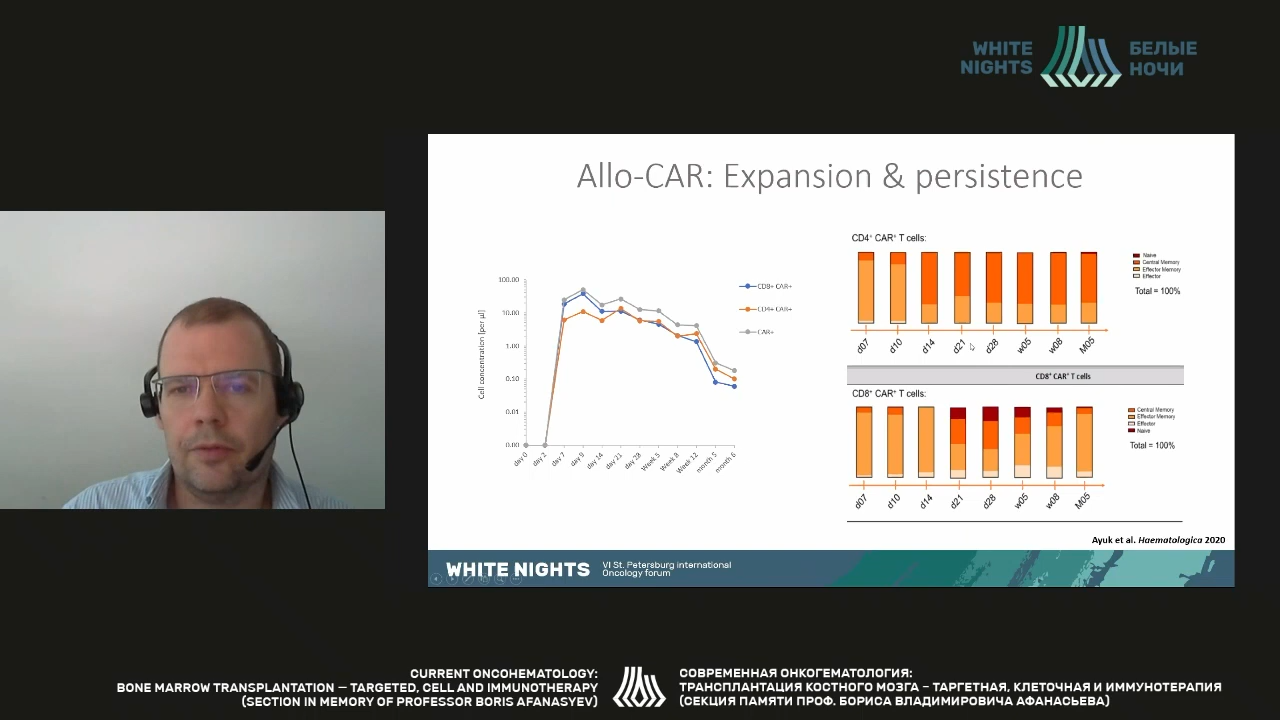 WHITE
NIGHTS
БЕЛЫЕ
НОЧИ
Allo-CAR: Expansion & persistence
Cell concentration [per µl]
100.00
10.00
1.00
0.10
0.01
0.00
day 0
day 2
day 7
day 9
day 14
day 21
day 28
Week 5
Week 8
Week 12
month 5
month 6
CD8+ CAR+
CD4+ CAR+
CAR+
CD4⁺ CAR⁺ T cells:
Naive
Central Memory
Effector Memory
Effector
Total = 100%
d07
d10
d14
d21
d28
w05
w08
M05
CD8⁺ CAR⁺ T cells
CD8⁺ CAR⁺ T cells:
Central Memory
Effector Memory
Effector
Naive
Total = 100%
d07
d10
d14
d21
d28
w05
w08
M05
Ayuk et al. Haematologica 2020
WHITE NIGHTS
VI St. Petersburg international
Oncology forum
CURRENT ONCOHEMATOLOGY:
BONE MARROW TRANSPLANTATION – TARGETED, CELL AND IMMUNOTHERAPY
(SECTION IN MEMORY OF PROFESSOR BORIS AFANASYEV)
СОВРЕМЕННАЯ ОНКОГЕМАТОЛОГИЯ:
ТРАНСПЛАНТАЦИЯ КОСТНОГО МОЗГА – ТАРГЕТНАЯ, КЛЕТОЧНАЯ И ИММУНОТЕРАПИЯ
(СЕКЦИЯ ПАМЯТИ ПРОФ. БОРИСА ВЛАДИМИРОВИЧА АФАНАСЬЕВА)